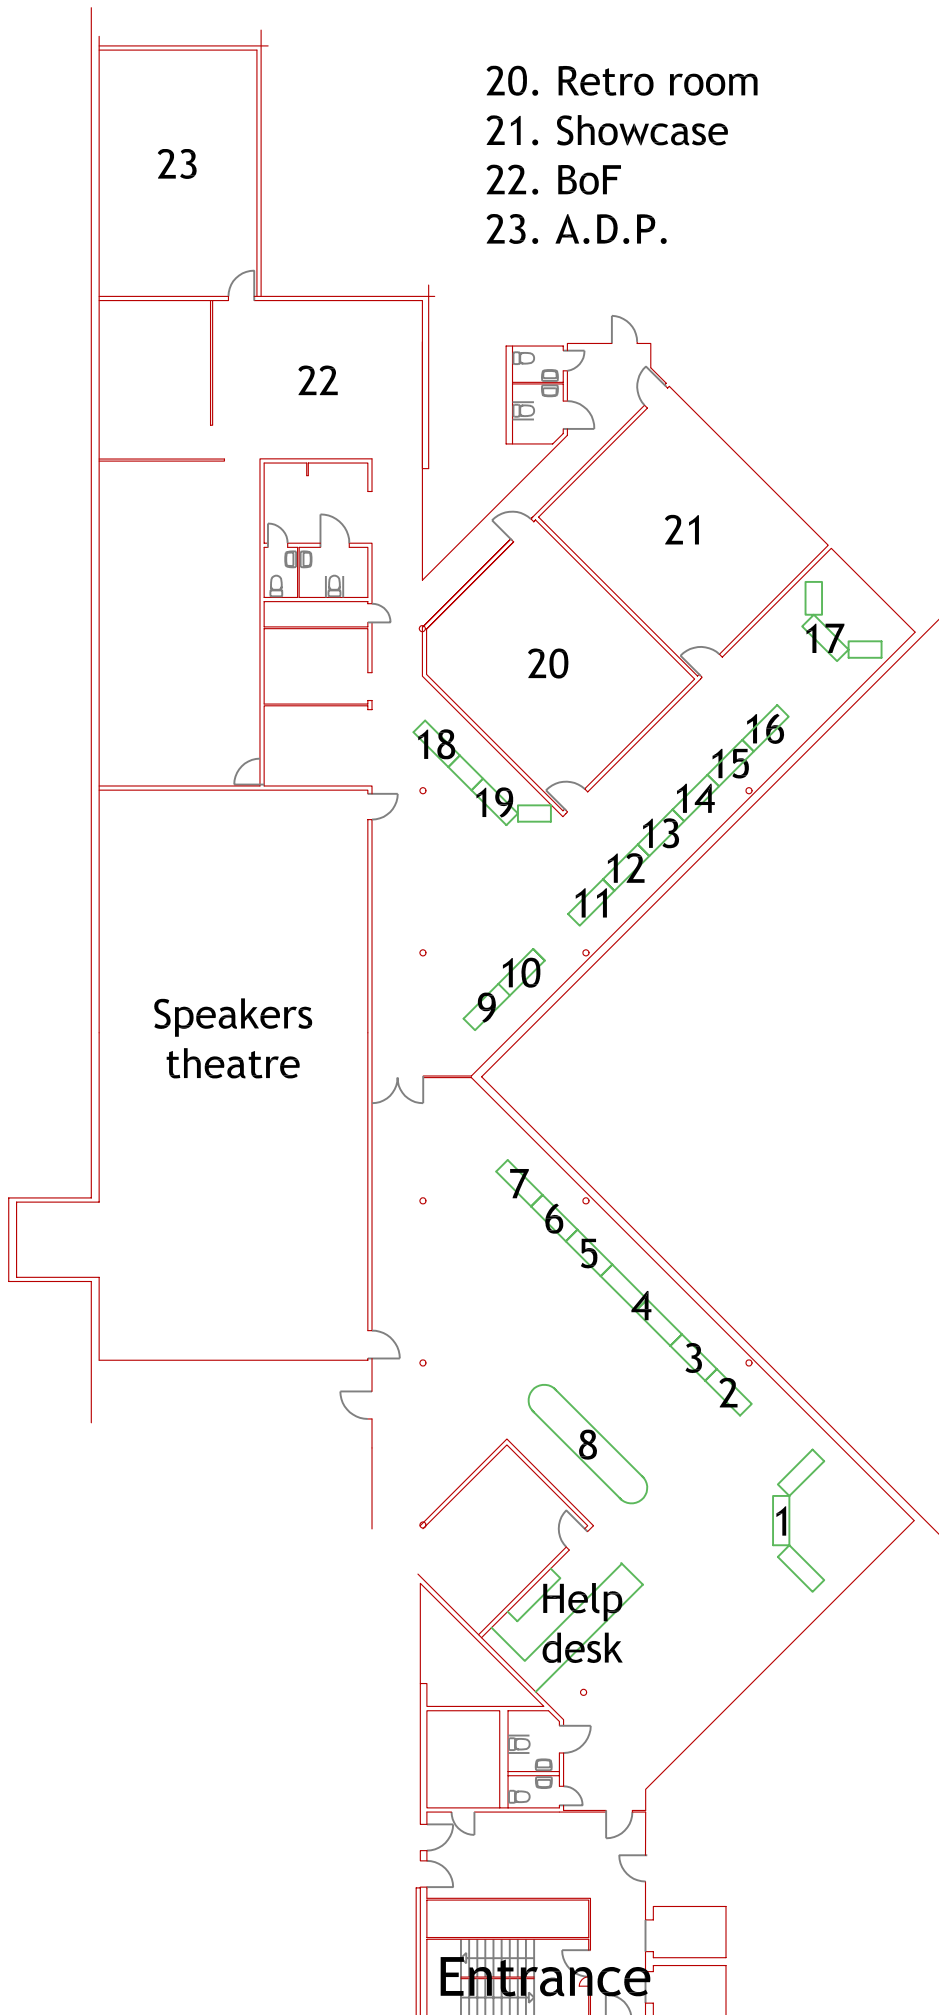 20. Retro room
21. Showcase
22. BoF
23. A.D.P.
23
22
21
17
20
16
18
15
19
14
13
12
11
10
9
Speakers
theatre
7
6
5
4
3
2
8
1
Help
desk
Entrance